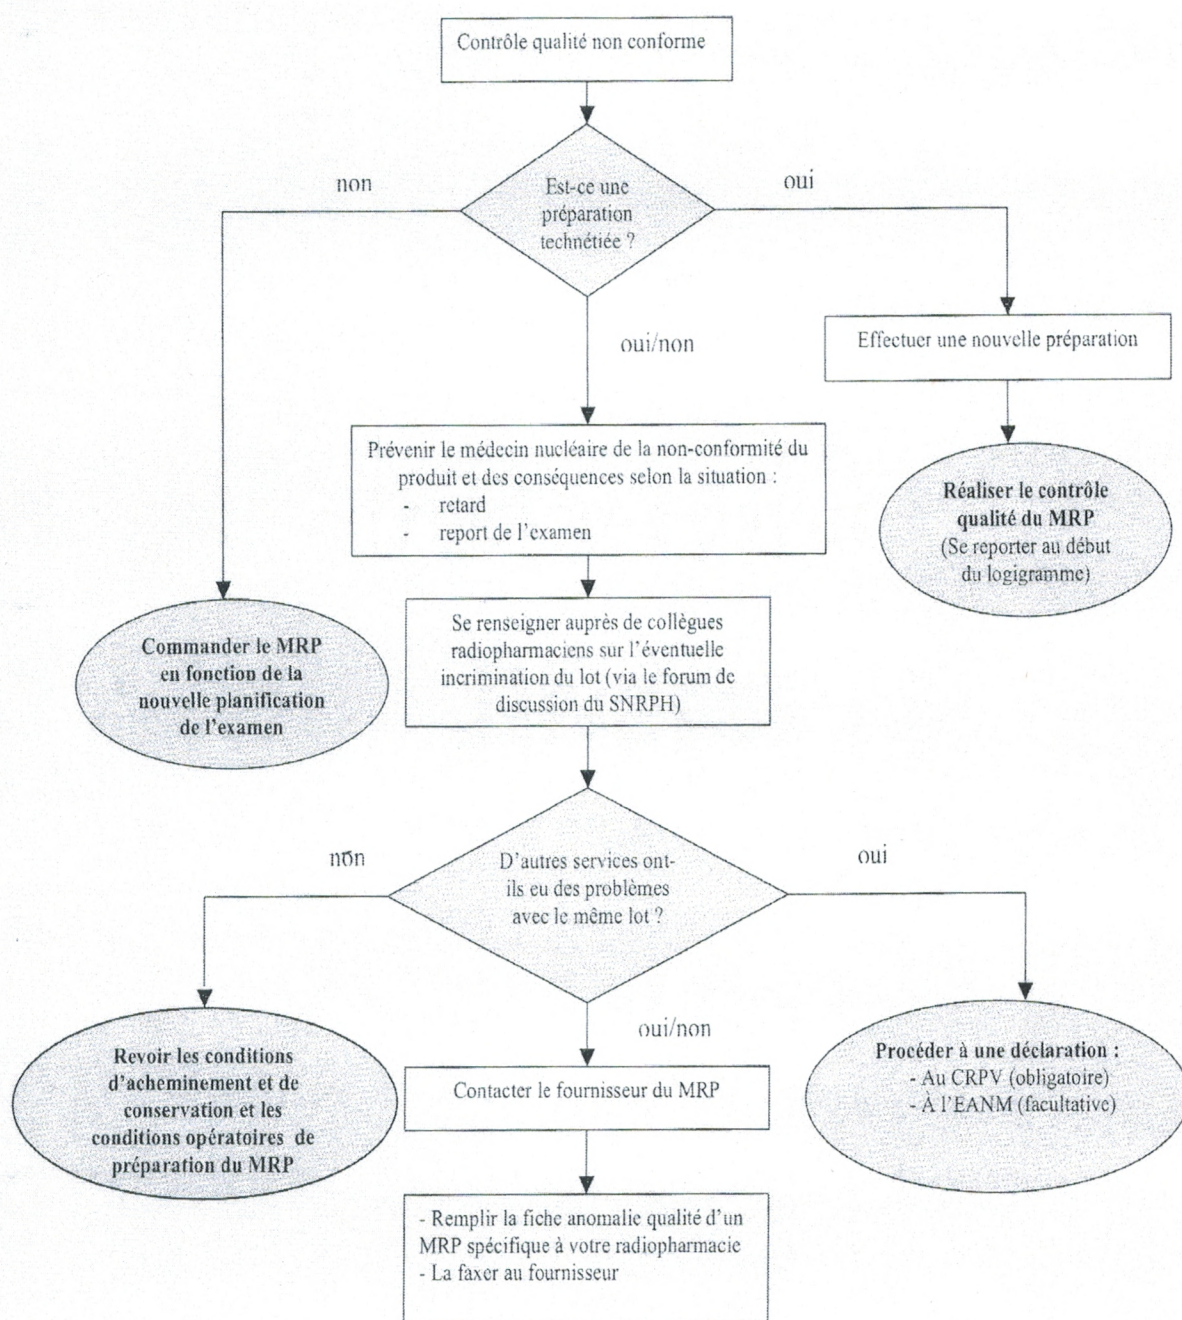 Contrôle qualité non conforme
non
Est-ce une
préparation
technétiée ?
oui
oui/non
Effectuer une nouvelle préparation
Prévenir le médecin nucléaire de la non-conformité du
produit et des conséquences selon la situation :
- retard
- report de l'examen
Réaliser le contrôle
qualité du MRP
(Se reporter au début
du logigramme)
Commander le MRP
en fonction de la
nouvelle planification
de l'examen
Se renseigner auprès de collègues
radiopharmaciens sur l'éventuelle
incrimination du lot (via le forum de
discussion du SNRPH)
non
D'autres services ont-
ils eu des problèmes
avec le même lot ?
oui
oui/non
Revoir les conditions
d'acheminement et de
conservation et les
conditions opératoires de
préparation du MRP
Contacter le fournisseur du MRP
Procéder à une déclaration :
- Au CRPV (obligatoire)
- À l'EANM (facultative)
- Remplir la fiche anomalie qualité d'un
MRP spécifique à votre radiopharmacie
- La faxer au fournisseur